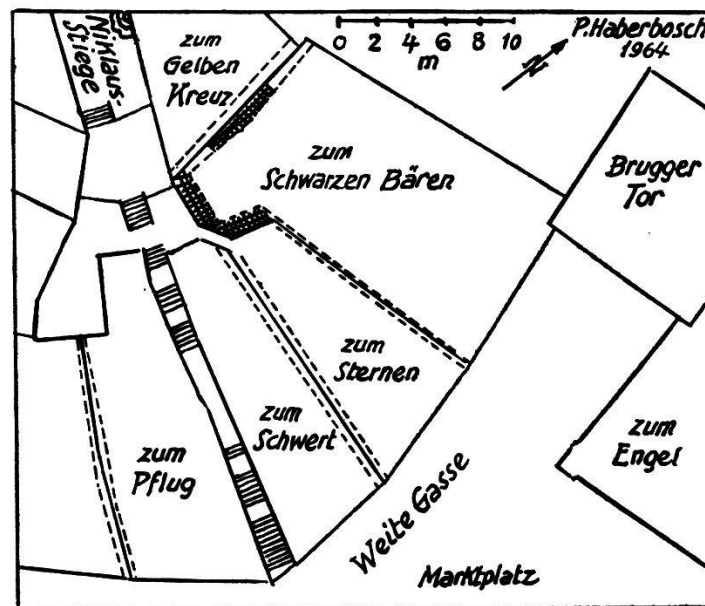 Niklaus-
Stiege
zum
Gelben
Kreuz
0 2 4 6 8 10
m
N
P. Haberbosch
1964
zum
Schwarzen Bären
Brugger
Tor
zum
Sternen
zum
Schwert
zum
Pflug
zum
Engel
Weite Gasse
Marktplatz